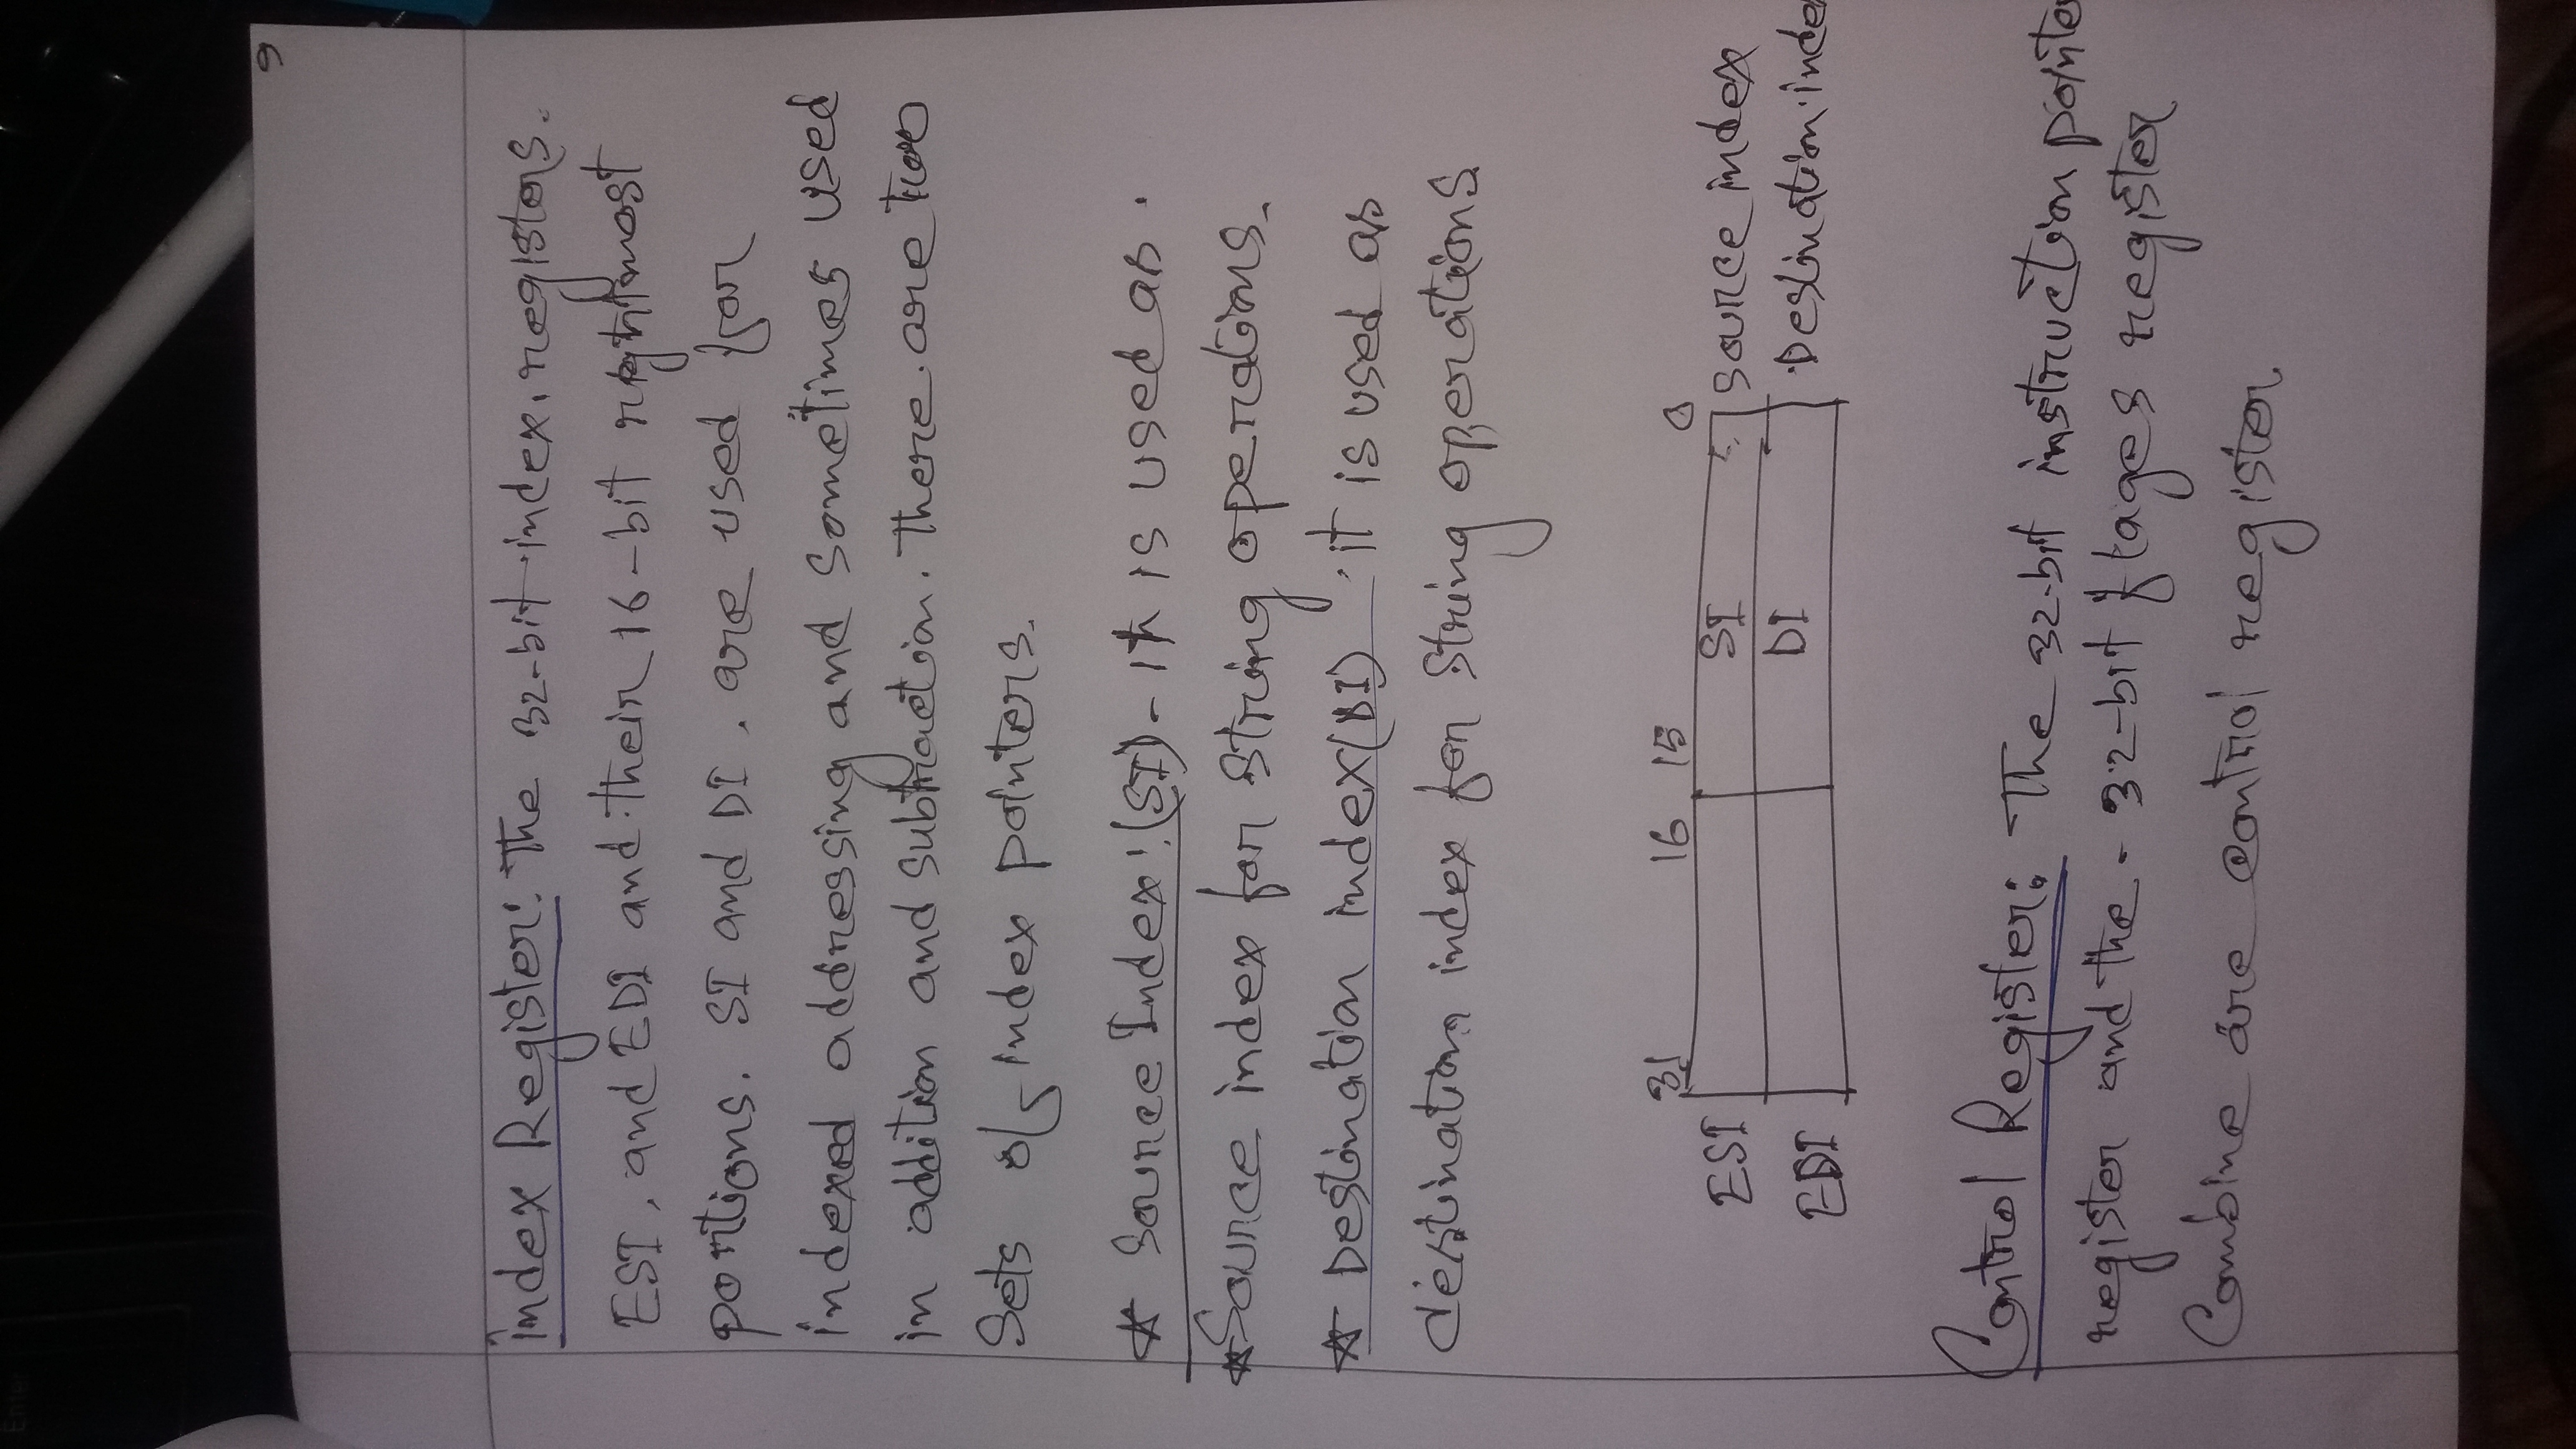 9
Index Register: The 32-bit index registers.
ESI, and EDI and their 16-bit rightmost
portions. SI and DI, are used for
indexed addressing and sometimes used
in addition and subtraction. There are two
Sets of index pointers.
* Source Index: (SI) - It is used as
* Source index for string operations.
* Destination index (DI) it is used as
destination index for String operations
31 16 15 0
ESI SI Source index
EDI DI Destination inde
Control Register: The 32-bit instruction pointe
register and the - 32-bit flages register
Combine are control register.